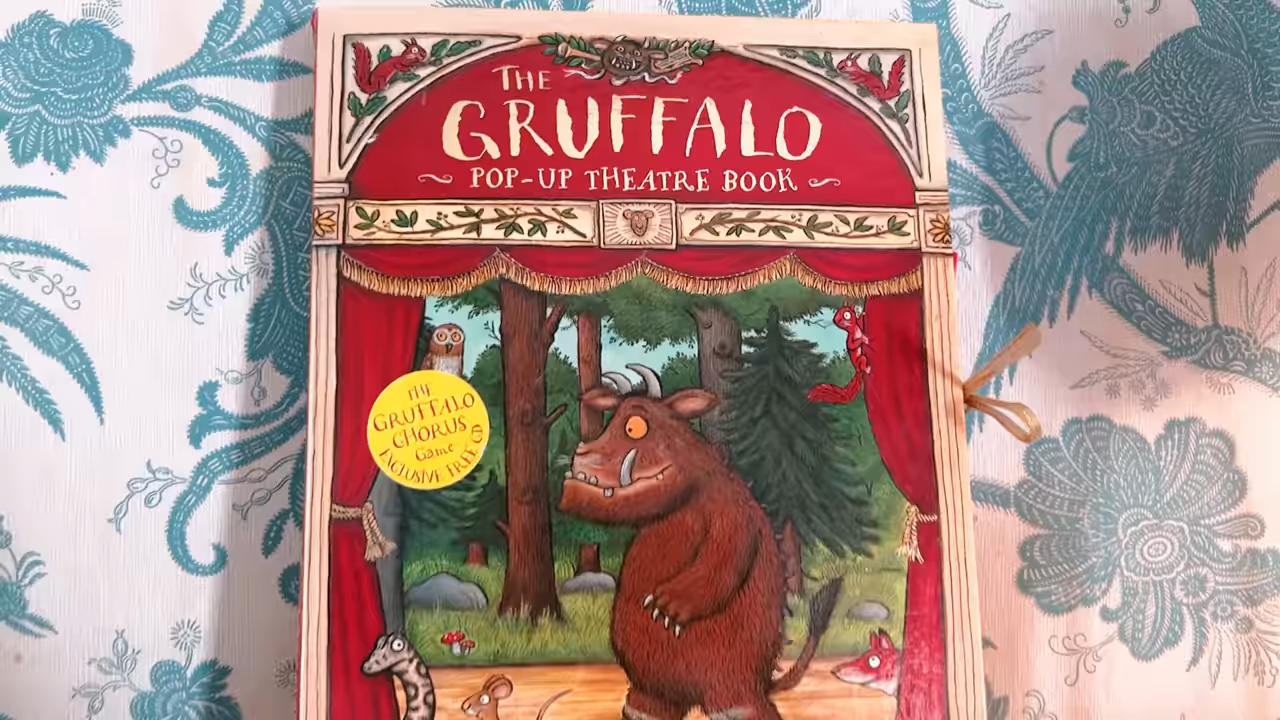 THE
GRUFFALO
POP-UP THEATRE BOOK
THE
GRUFFALO
CHORUS
Game
EXCLUSIVE FREE CD